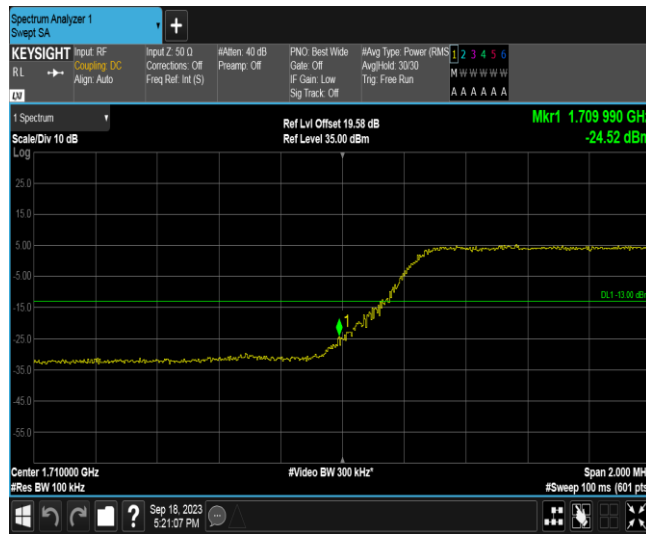 Spectrum Analyzer 1
Swept SA
+
KEYSIGHT
RL
LXI
Input: RF
Coupling: DC
Align: Auto
Input Z: 50 Ω
Corrections: Off
Freq Ref: Int (S)
#Atten: 40 dB
Preamp: Off
PNO: Best Wide
Gate: Off
IF Gain: Low
Sig Track: Off
#Avg Type: Power (RMS
Avg|Hold: 30/30
Trig: Free Run
1 2 3 4 5 6
M W W W W W
A A A A A A
1 Spectrum
Scale/Div 10 dB
Log
Ref Lvl Offset 19.58 dB
Ref Level 35.00 dBm
Mkr1 1.709 990 GHz
-24.52 dBm
25.0
15.0
5.00
-5.00
-15.0
-25.0
-35.0
-45.0
-55.0
1
DL1 -13.00 dBm
Center 1.710000 GHz
#Res BW 100 kHz
#Video BW 300 kHz*
Span 2.000 MH
#Sweep 100 ms (601 pts
?
Sep 18, 2023
5:21:07 PM